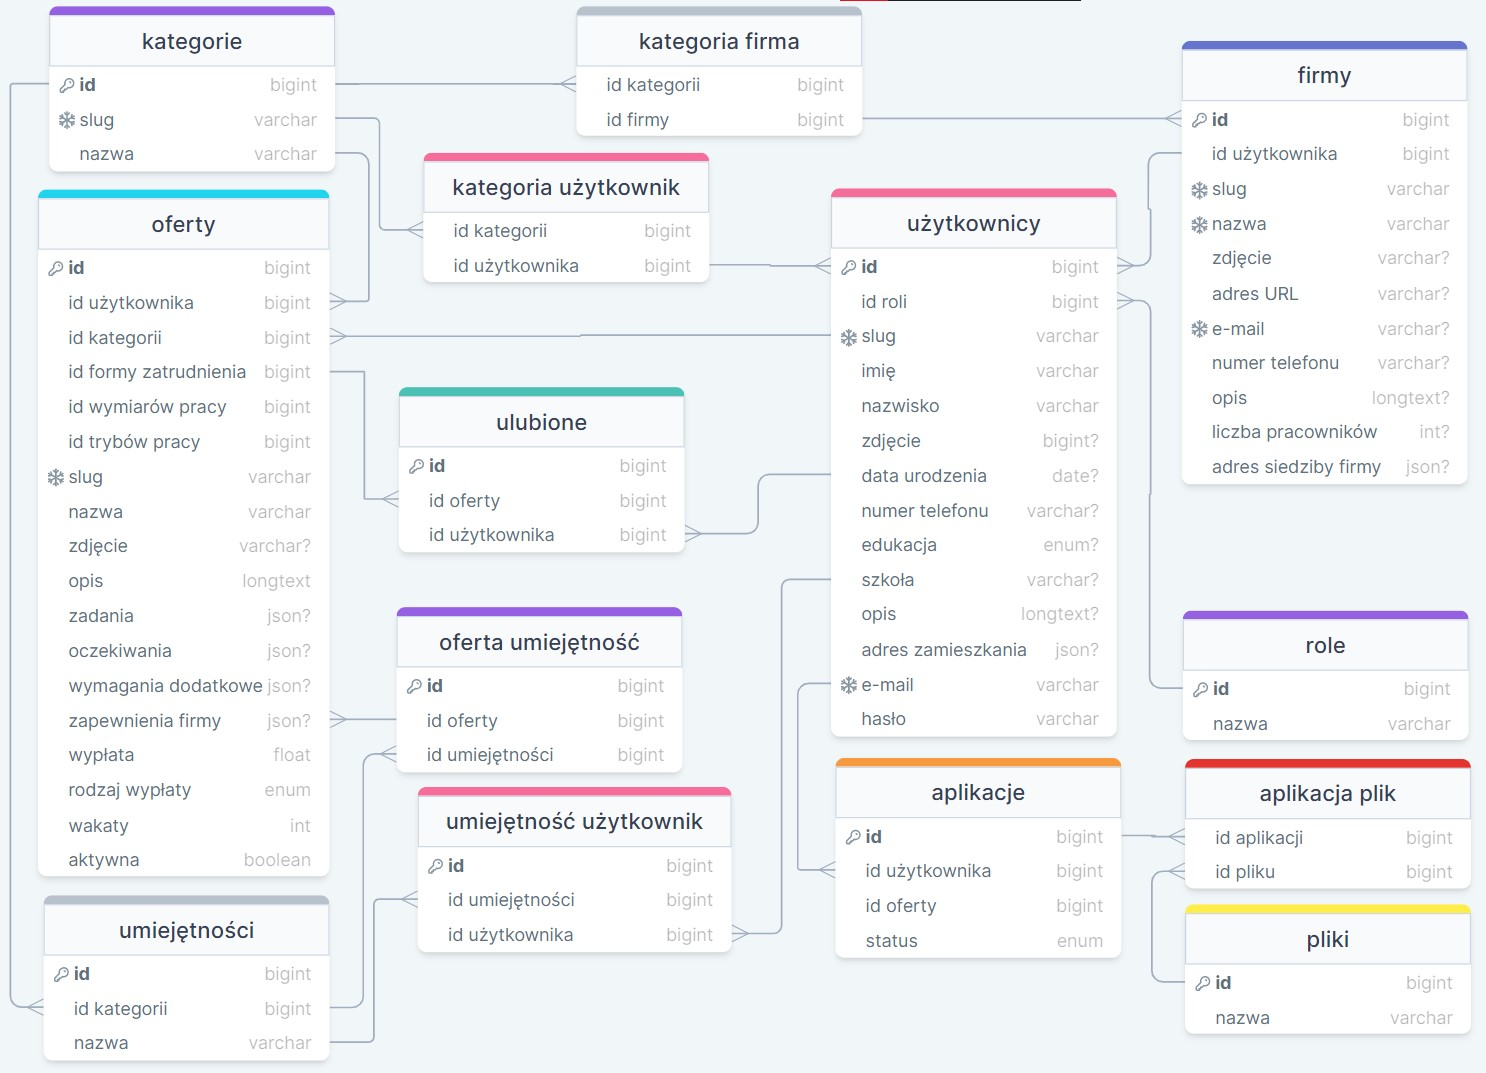 kategorie
id bigint
slug varchar
nazwa varchar
kategoria firma
id kategorii bigint
id firmy bigint
firmy
id bigint
id użytkownika bigint
slug varchar
nazwa varchar
zdjęcie varchar?
adres URL varchar?
e-mail varchar?
numer telefonu varchar?
opis longtext?
liczba pracowników int?
adres siedziby firmy json?
kategoria użytkownik
id kategorii bigint
id użytkownika bigint
oferty
id bigint
id użytkownika bigint
id kategorii bigint
id formy zatrudnienia bigint
id wymiarów pracy bigint
id trybów pracy bigint
slug varchar
nazwa varchar
zdjęcie varchar?
opis longtext
zadania json?
oczekiwania json?
wymagania dodatkowe json?
zapewnienia firmy json?
wypłata float
rodzaj wypłaty enum
wakaty int
aktywna boolean
użytkownicy
id bigint
id roli bigint
slug varchar
imię varchar
nazwisko varchar
zdjęcie bigint?
data urodzenia date?
numer telefonu varchar?
edukacja enum?
szkoła varchar?
opis longtext?
adres zamieszkania json?
e-mail varchar
hasło varchar
ulubione
id bigint
id oferty bigint
id użytkownika bigint
oferta umiejętność
id bigint
id oferty bigint
id umiejętności bigint
role
id bigint
nazwa varchar
umiejętność użytkownik
id bigint
id umiejętności bigint
id użytkownika bigint
aplikacje
id bigint
id użytkownika bigint
id oferty bigint
status enum
aplikacja plik
id aplikacji bigint
id pliku bigint
umiejętności
id bigint
id kategorii bigint
nazwa varchar
pliki
id bigint
nazwa varchar